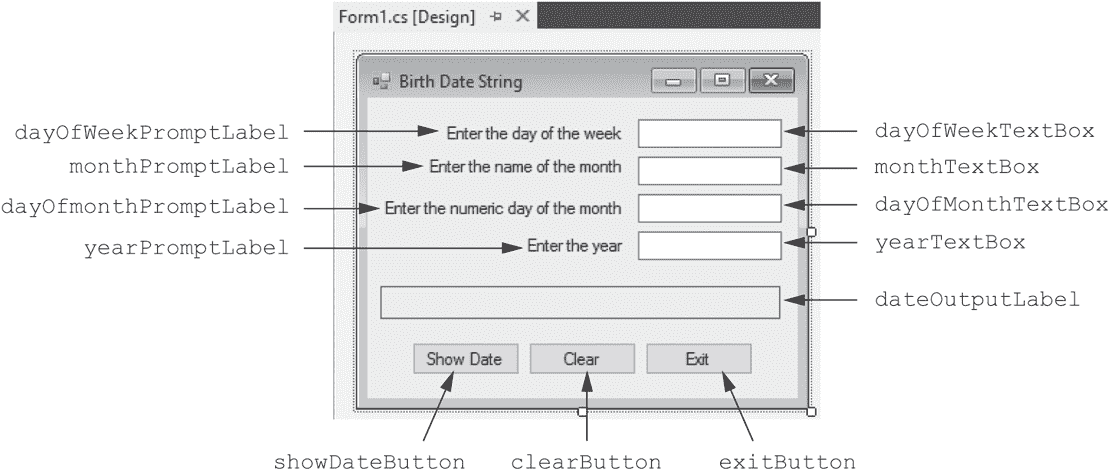 Form1.cs [Design]
Birth Date String
dayOfWeekPromptLabel Enter the day of the week dayOfWeekTextBox
monthPromptLabel Enter the name of the month monthTextBox
dayOfmonthPromptLabel Enter the numeric day of the month dayOfMonthTextBox
yearPromptLabel Enter the year yearTextBox
dateOutputLabel
Show Date Clear Exit
showDateButton clearButton exitButton